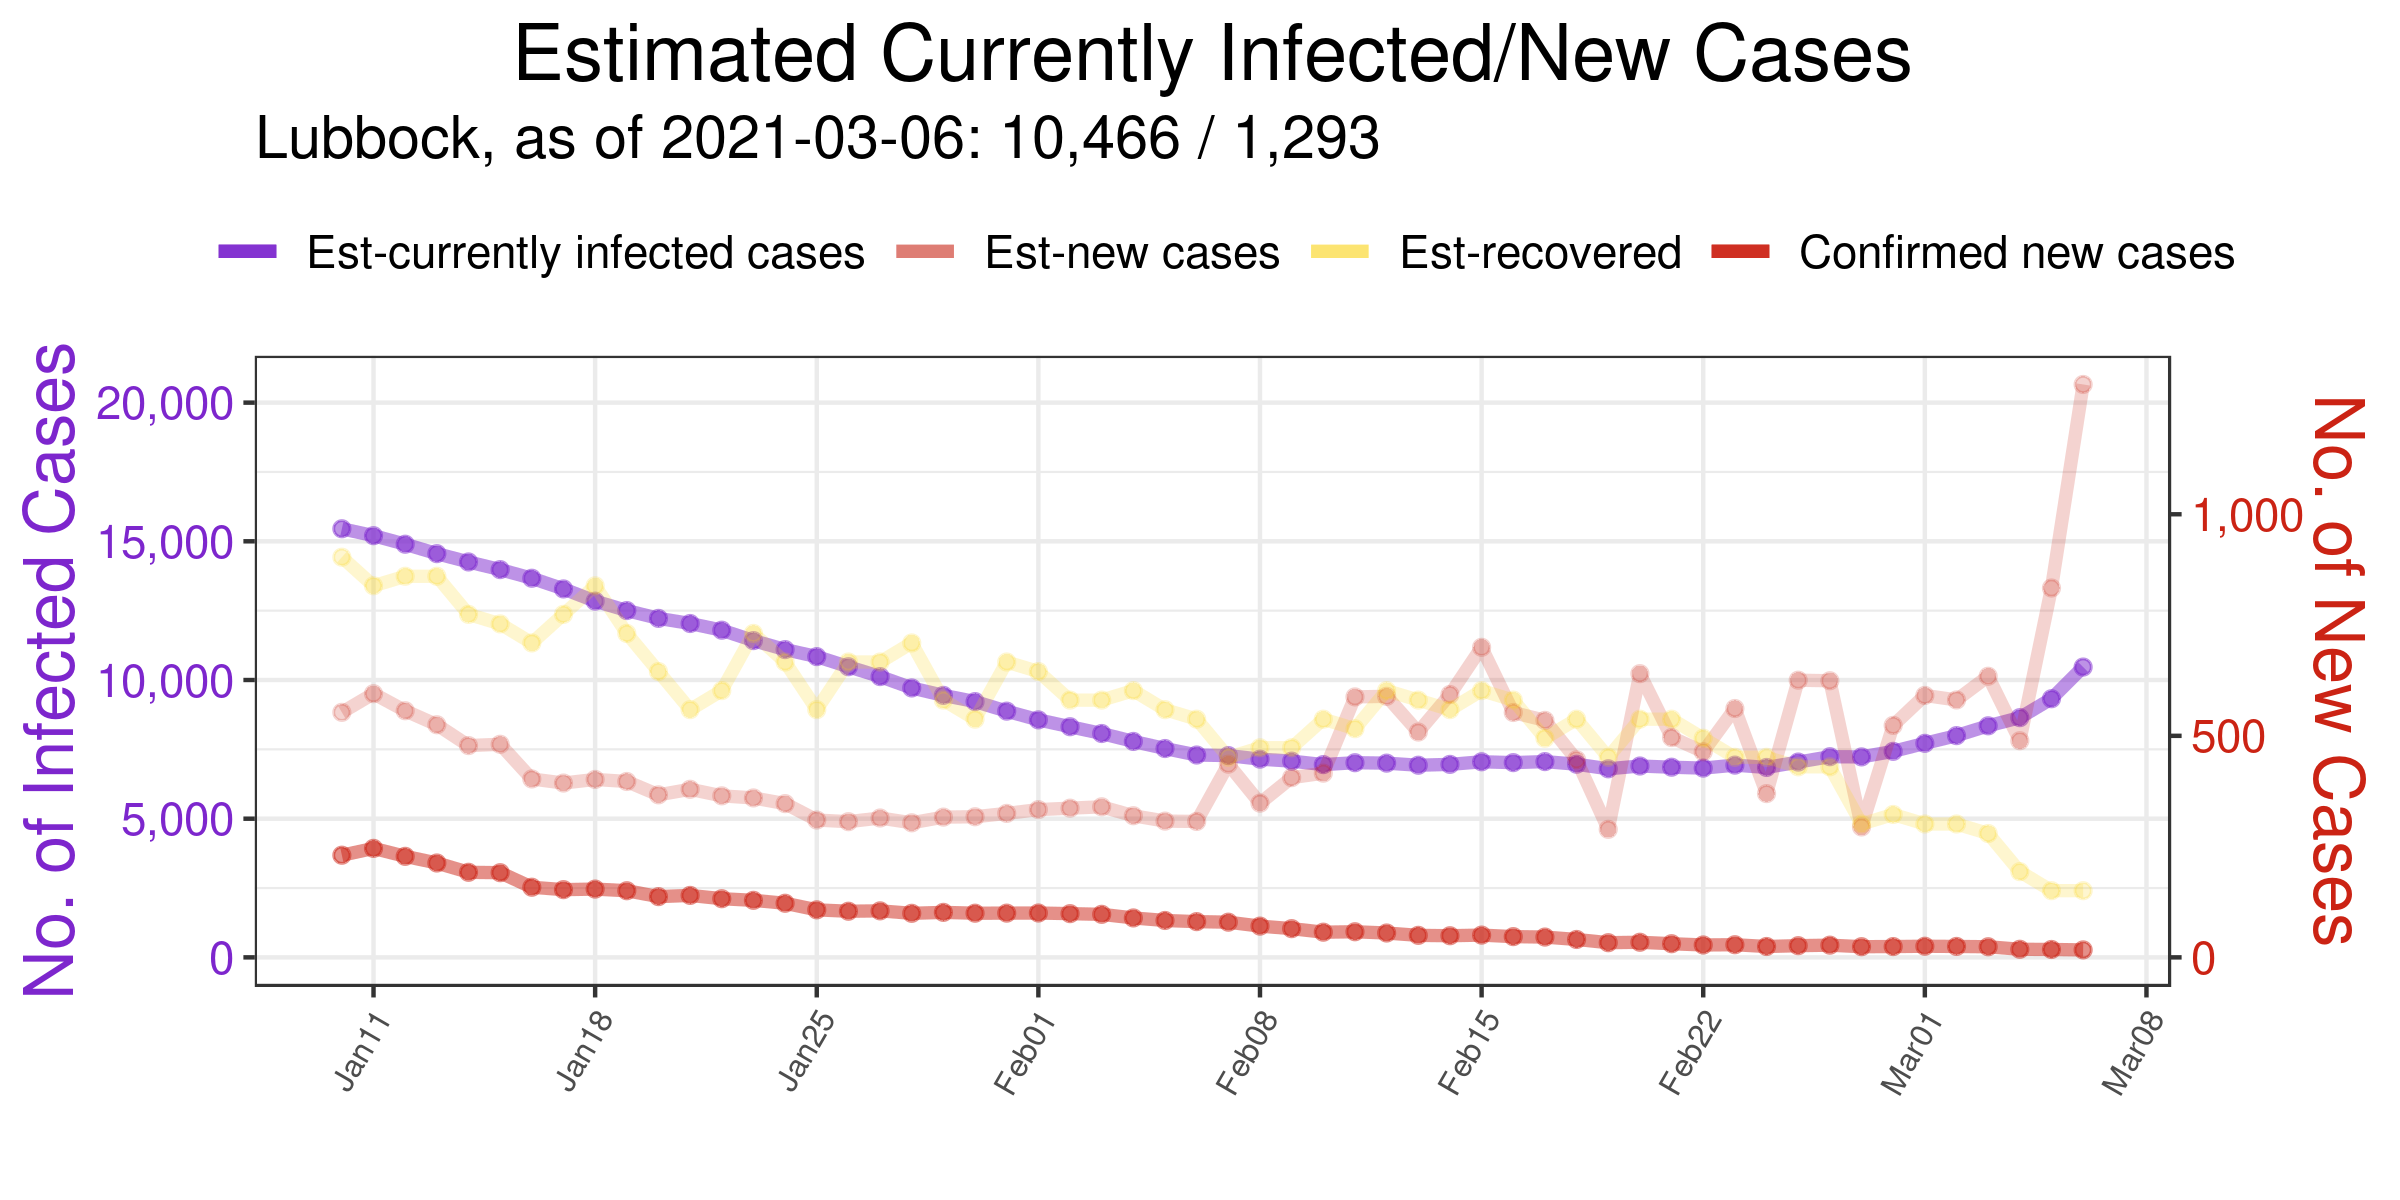 Estimated Currently Infected/New Cases
Lubbock, as of 2021-03-06: 10,466 / 1,293
Est-currently infected cases Est-new cases Est-recovered Confirmed new cases
No. of Infected Cases
20,000
15,000
10,000
5,000
0
No. of New Cases
1,000
500
0
Jan11 Jan18 Jan25 Feb01 Feb08 Feb15 Feb22 Mar01 Mar08